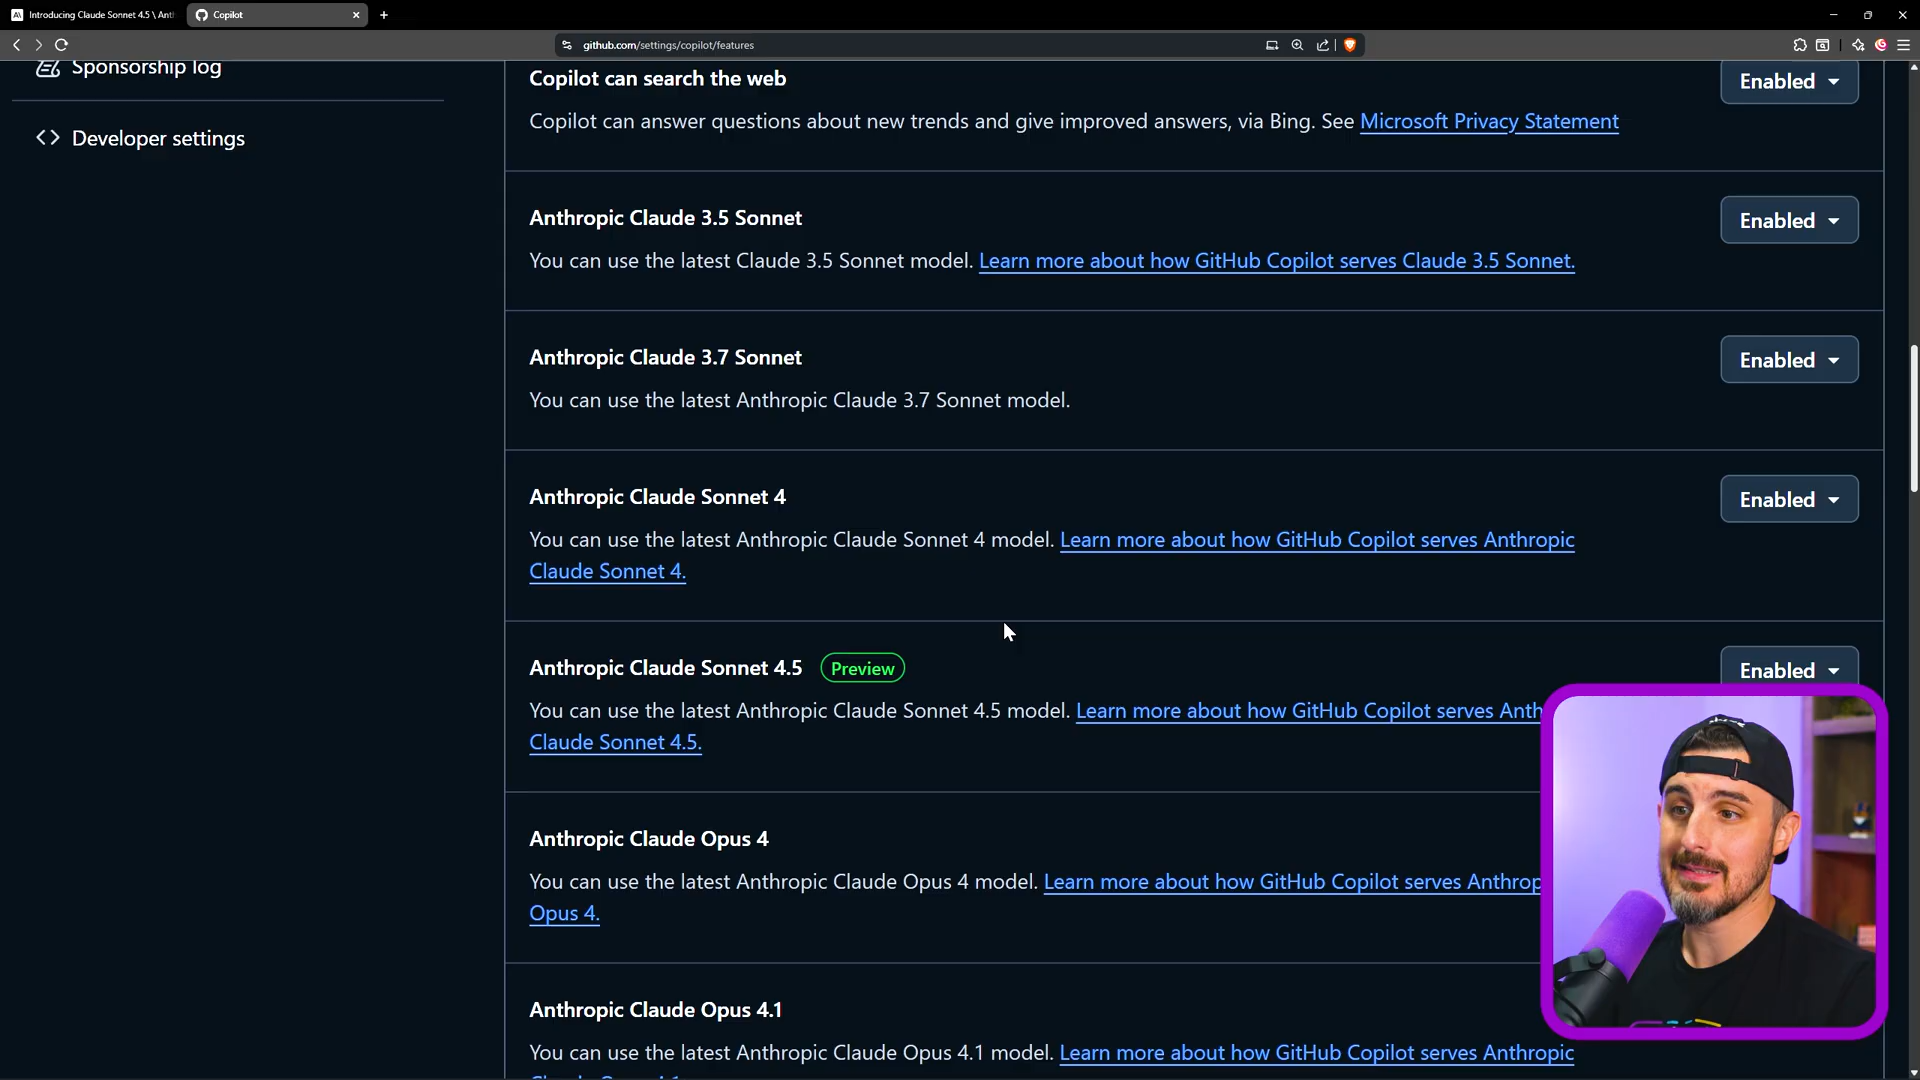 Introducing Claude Sonnet 4.5 \ Ant
Copilot
github.com/settings/copilot/features
Sponsorship log
Developer settings
Copilot can search the web
Enabled
Copilot can answer questions about new trends and give improved answers, via Bing. See Microsoft Privacy Statement
Anthropic Claude 3.5 Sonnet
Enabled
You can use the latest Claude 3.5 Sonnet model. Learn more about how GitHub Copilot serves Claude 3.5 Sonnet.
Anthropic Claude 3.7 Sonnet
Enabled
You can use the latest Anthropic Claude 3.7 Sonnet model.
Anthropic Claude Sonnet 4
Enabled
You can use the latest Anthropic Claude Sonnet 4 model. Learn more about how GitHub Copilot serves Anthropic
Claude Sonnet 4.
Anthropic Claude Sonnet 4.5 Preview
Enabled
You can use the latest Anthropic Claude Sonnet 4.5 model. Learn more about how GitHub Copilot serves Anth
Claude Sonnet 4.5.
Anthropic Claude Opus 4
You can use the latest Anthropic Claude Opus 4 model. Learn more about how GitHub Copilot serves Anthrop
Opus 4.
Anthropic Claude Opus 4.1
You can use the latest Anthropic Claude Opus 4.1 model. Learn more about how GitHub Copilot serves Anthropic